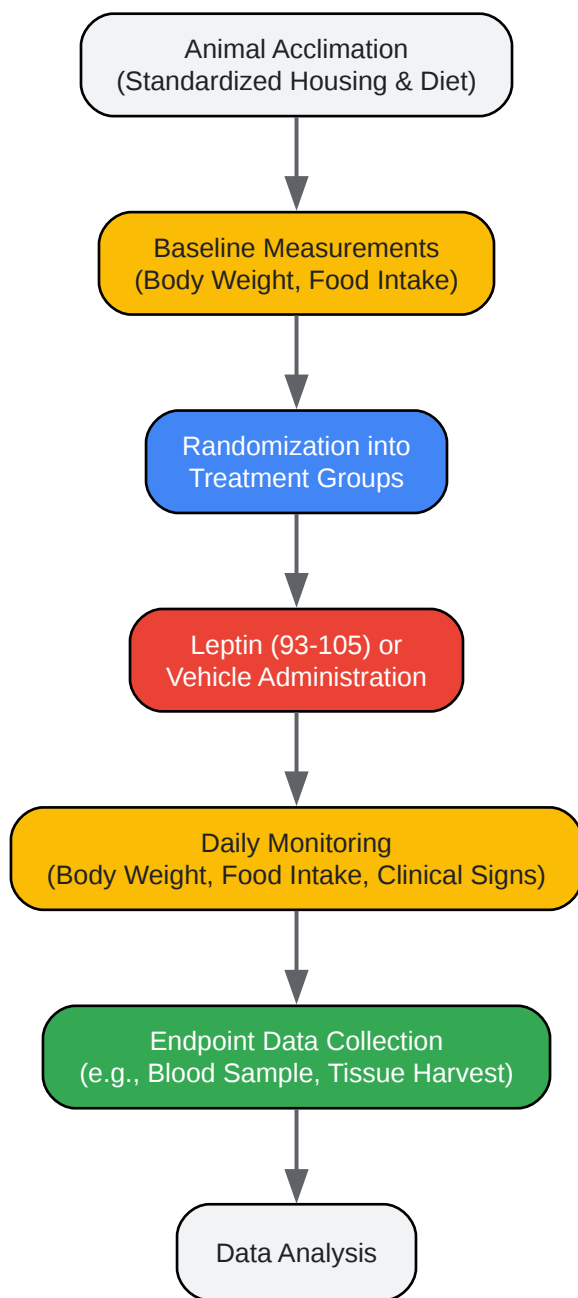 Animal Acclimation
(Standardized Housing & Diet)
Baseline Measurements
(Body Weight, Food Intake)
Randomization into
Treatment Groups
Leptin (93-105) or
Vehicle Administration
Daily Monitoring
(Body Weight, Food Intake, Clinical Signs)
Endpoint Data Collection
(e.g., Blood Sample, Tissue Harvest)
Data Analysis